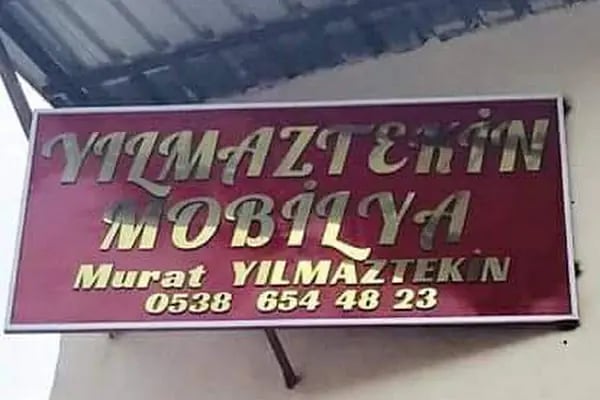 YILMAZTEKİN
MOBİLYA
Murat YILMAZTEKİN
0538 654 48 23